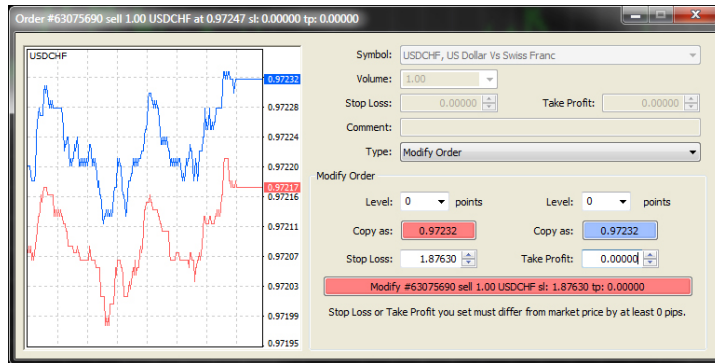 Order #63075690 sell 1.00 USDCHF at 0.97247 sl: 0.00000 tp: 0.00000
USDCHF
0.97232
0.97228
0.97224
0.97220
0.97217
0.97216
0.97211
0.97207
0.97203
0.97199
0.97195
Symbol: USDCHF, US Dollar Vs Swiss Franc
Volume: 1.00
Stop Loss: 0.00000 Take Profit: 0.00000
Comment:
Type: Modify Order
Modify Order
Level: 0 points Level: 0 points
Copy as: 0.97232 Copy as: 0.97232
Stop Loss: 1.87630 Take Profit: 0.00000
Modify #63075690 sell 1.00 USDCHF sl: 1.87630 tp: 0.00000
Stop Loss or Take Profit you set must differ from market price by at least 0 pips.